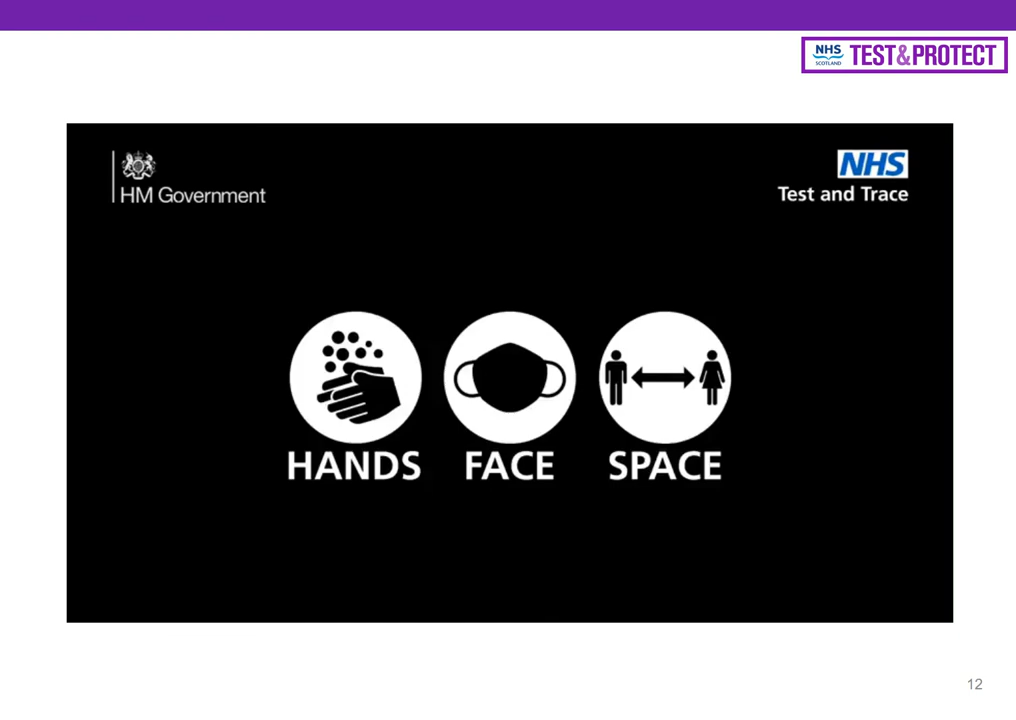 NHS
SCOTLAND
TEST&PROTECT
HM Government
NHS
Test and Trace
HANDS FACE SPACE
12